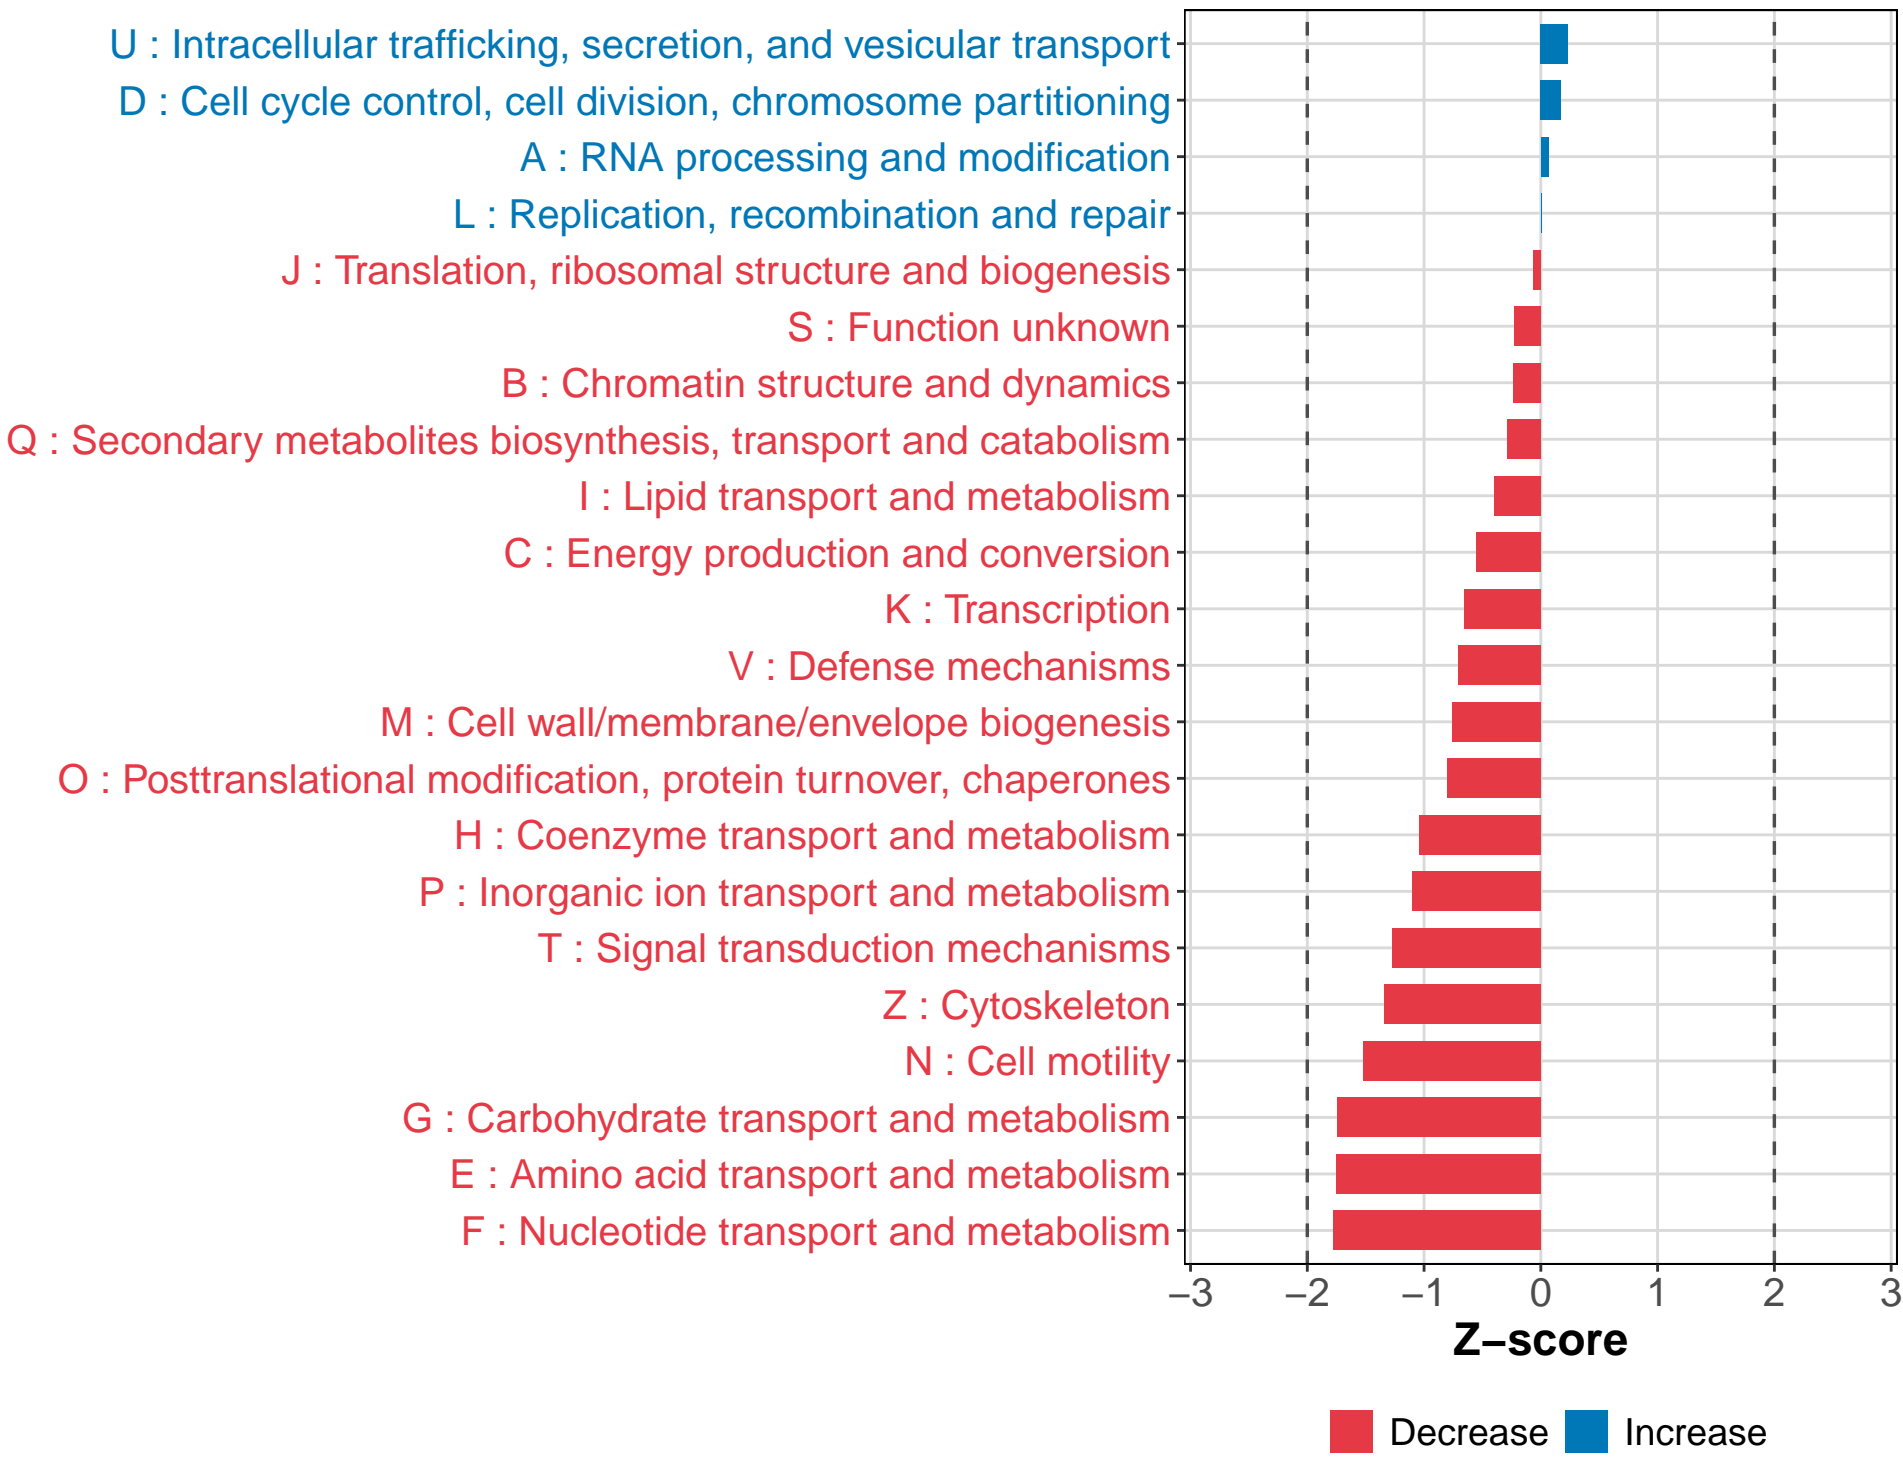 U : Intracellular trafficking, secretion, and vesicular transport
D : Cell cycle control, cell division, chromosome partitioning
A : RNA processing and modification
L : Replication, recombination and repair
J : Translation, ribosomal structure and biogenesis
S : Function unknown
B : Chromatin structure and dynamics
Q : Secondary metabolites biosynthesis, transport and catabolism
I : Lipid transport and metabolism
C : Energy production and conversion
K : Transcription
V : Defense mechanisms
M : Cell wall/membrane/envelope biogenesis
O : Posttranslational modification, protein turnover, chaperones
H : Coenzyme transport and metabolism
P : Inorganic ion transport and metabolism
T : Signal transduction mechanisms
Z : Cytoskeleton
N : Cell motility
G : Carbohydrate transport and metabolism
E : Amino acid transport and metabolism
F : Nucleotide transport and metabolism
−3 −2 −1 0 1 2 3
Z−score
Decrease Increase